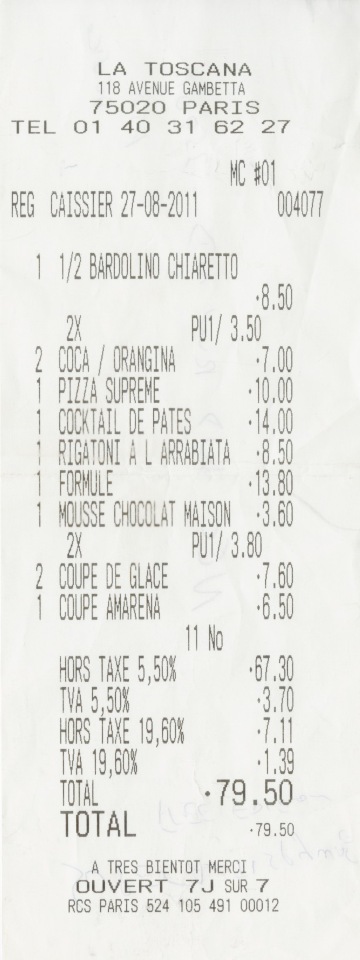 LA TOSCANA
118 AVENUE GAMBETTA
75020 PARIS
TEL 01 40 31 62 27
MC #01
REG CAISSIER 27-08-2011 004077
1 1/2 BARDOLINO CHIARETTO
·8.50
2X PU1/ 3.50
2 COCA / ORANGINA ·7.00
1 PIZZA SUPREME ·10.00
1 COCKTAIL DE PATES ·14.00
1 RIGATONI A L ARRABIATA ·8.50
1 FORMULE ·13.80
1 MOUSSE CHOCOLAT MAISON ·3.60
2X PU1/ 3.80
2 COUPE DE GLACE ·7.60
1 COUPE AMARENA ·6.50
11 No
HORS TAXE 5,50% ·67.30
TVA 5,50% ·3.70
HORS TAXE 19,60% ·7.11
TVA 19,60% ·1.39
TOTAL ·79.50
TOTAL ·79.50
A TRES BIENTOT MERCI
OUVERT 7J SUR 7
RCS PARIS 524 105 491 00012